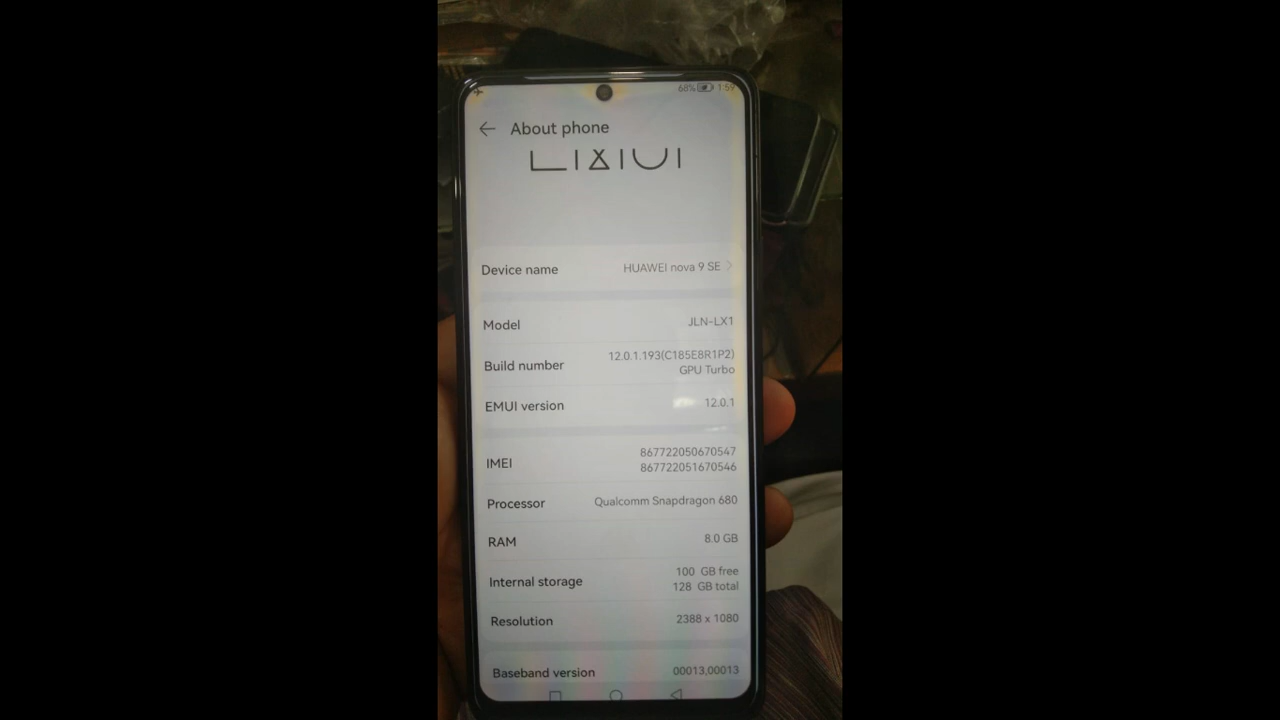 68% 1:59
About phone
Device name HUAWEI nova 9 SE
Model JLN-LX1
Build number 12.0.1.193(C185E8R1P2)
GPU Turbo
EMUI version 12.0.1
IMEI 867722050670547
867722051670546
Processor Qualcomm Snapdragon 680
RAM 8.0 GB
Internal storage 100 GB free
128 GB total
Resolution 2388 x 1080
Baseband version 00013,00013